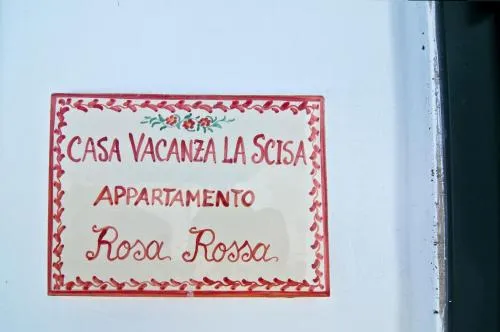 CASA VACANZA LA SCISA
APPARTAMENTO
Rosa Rossa